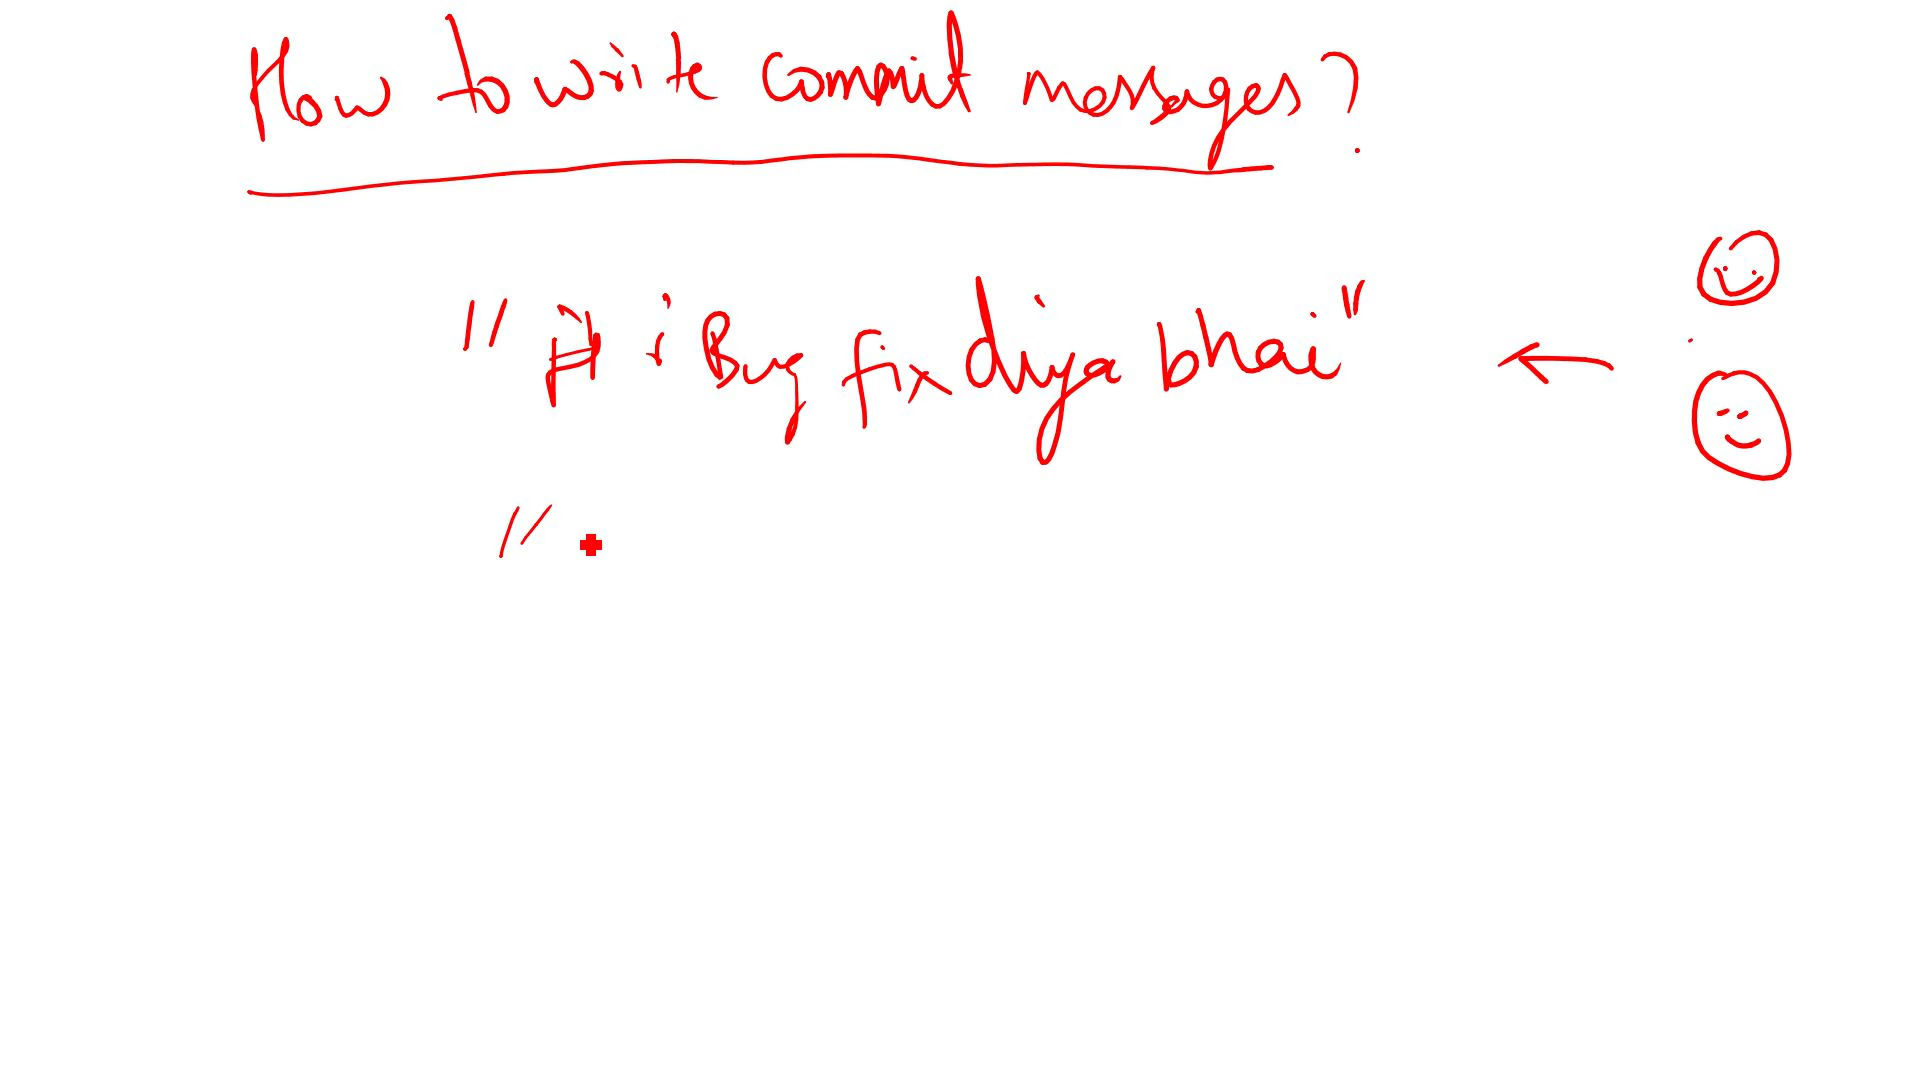 How to write commit messages?
" i Bug fix diya bhai"
"